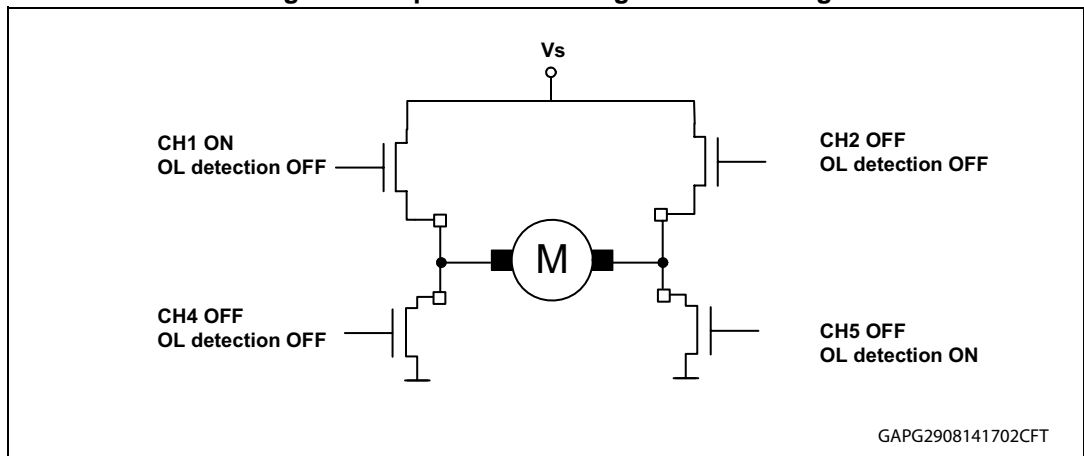 Vs
CH1 ON
OL detection OFF
CH2 OFF
OL detection OFF
M
CH4 OFF
OL detection OFF
CH5 OFF
OL detection ON
GAPG2908141702CFT